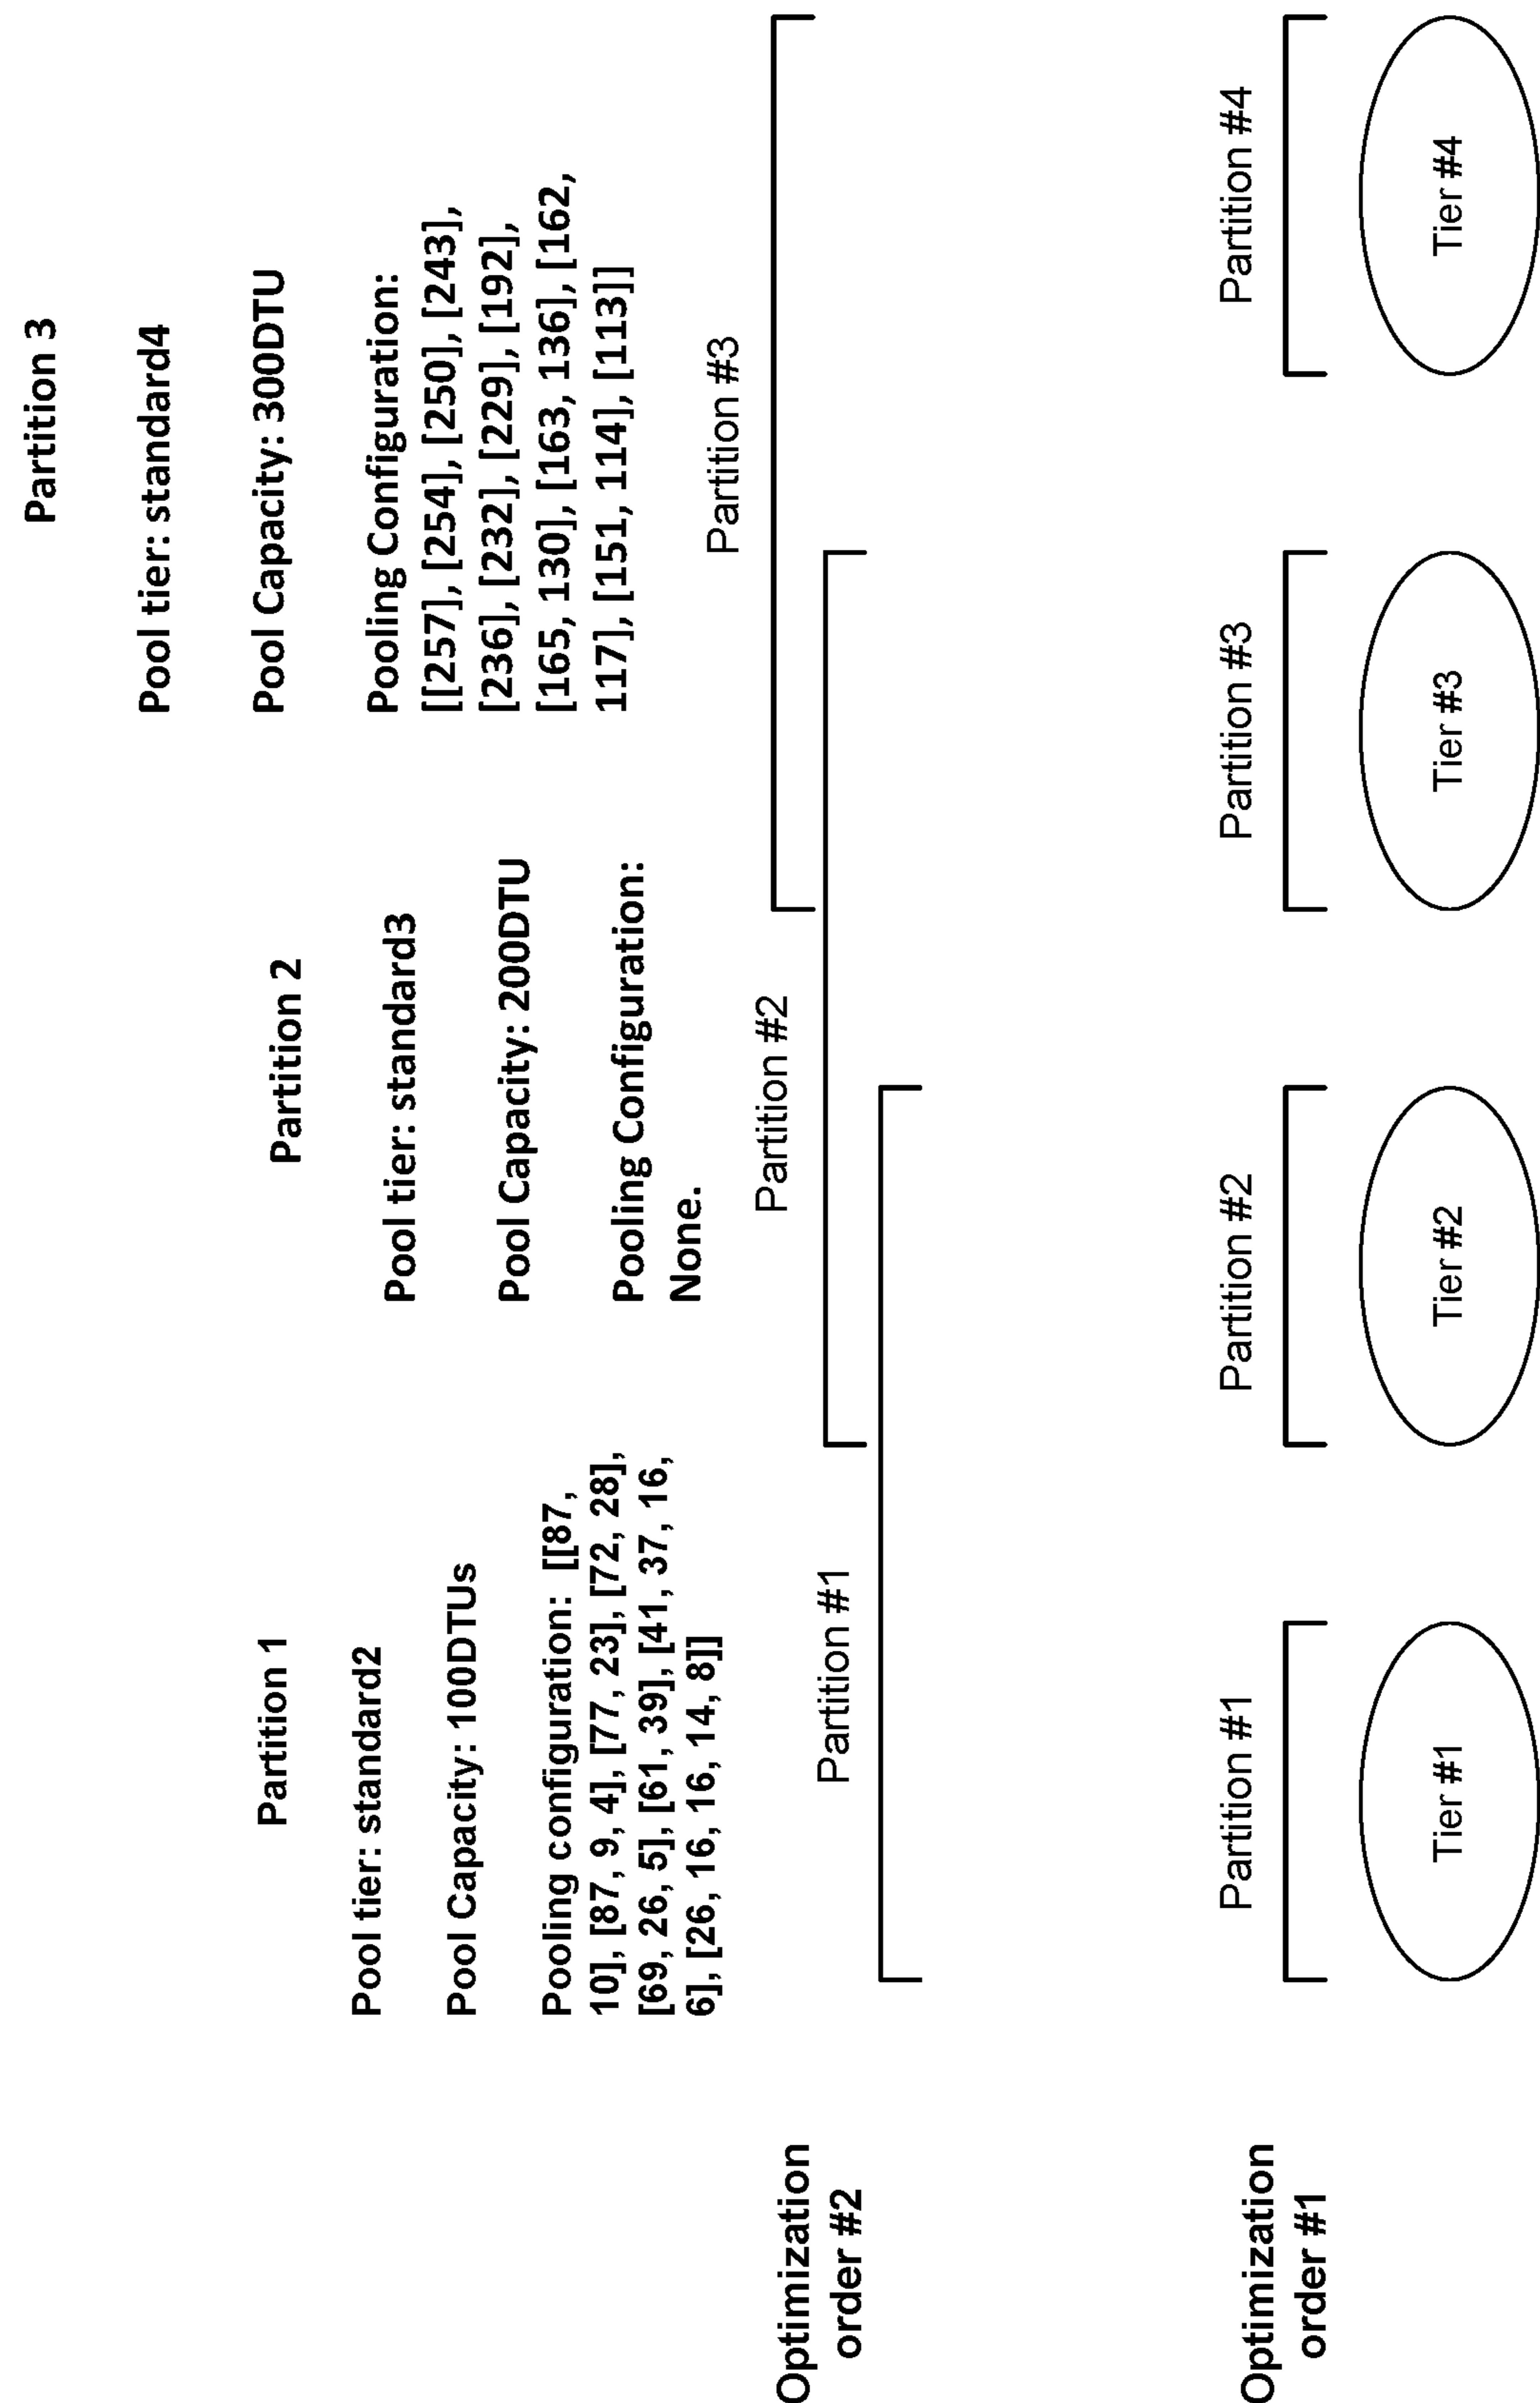 Partition 1
Pool tier: standard2
Pool Capacity: 100DTUs
Pooling configuration: [[87,
10], [87, 9, 4], [77, 23], [72, 28],
[69, 26, 5], [61, 39], [41, 37, 16,
6], [26, 16, 16, 16, 14, 8]]
Partition 2
Pool tier: standard3
Pool Capacity: 200DTU
Pooling Configuration:
None.
Partition 3
Pool tier: standard4
Pool Capacity: 300DTU
Pooling Configuration:
[[257], [254], [250], [243],
[236], [232], [229], [192],
[165, 130], [163, 136], [162,
117], [151, 114], [113]]
Optimization
order #2
Partition #1
Partition #2
Partition #3
Optimization
order #1
Partition #1
Partition #2
Partition #3
Partition #4
Tier #1
Tier #2
Tier #3
Tier #4